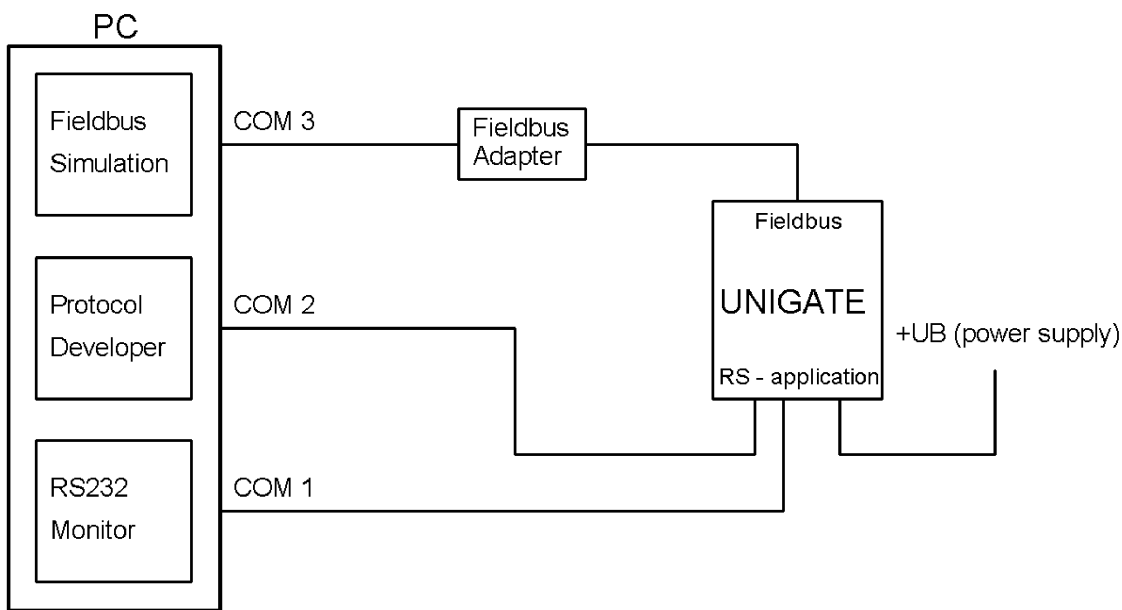 PC
Fieldbus
Simulation
COM 3
Fieldbus
Adapter
Fieldbus
UNIGATE
RS - application
+UB (power supply)
Protocol
Developer
COM 2
RS232
Monitor
COM 1